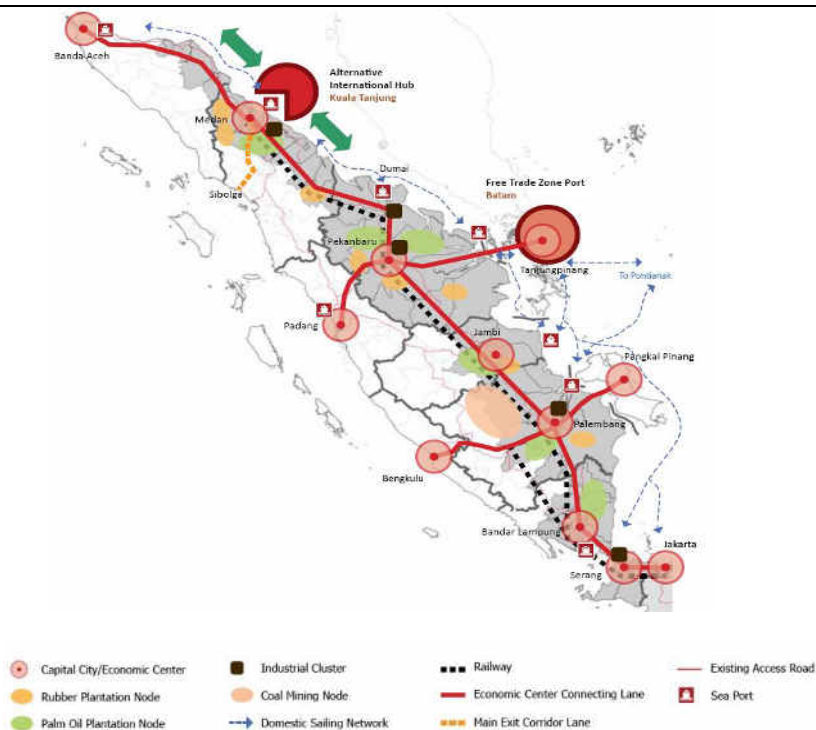 Banda Aceh
Alternative
International Hub
Kuala Tanjung
Medan
Dumai
Sibolga
Free Trade Zone Port
Batam
Pekanbaru
Tanjungpinang
To Pontianak
Padang
Jambi
Pangkal Pinang
Palembang
Bengkulu
Bandar Lampung
Jakarta
Serang
Capital City/Economic Center
Industrial Cluster
Railway
Existing Access Road
Rubber Plantation Node
Coal Mining Node
Economic Center Connecting Lane
Sea Port
Palm Oil Plantation Node
Domestic Sailing Network
Main Exit Corridor Lane